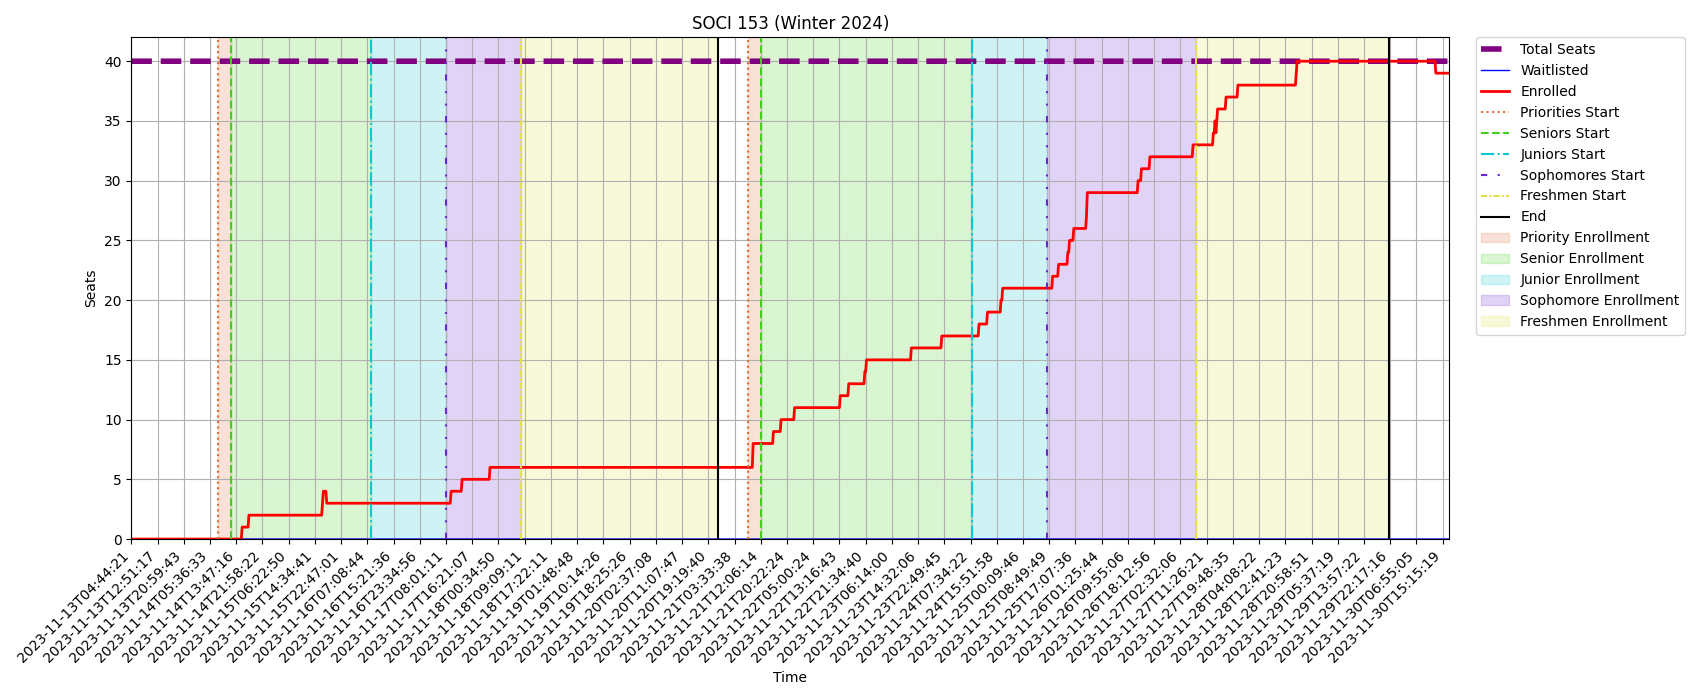 SOCI 153 (Winter 2024)
Seats
40
35
30
25
20
15
10
5
0
2023-11-13T04:44:21
2023-11-13T12:51:17
2023-11-13T20:59:43
2023-11-14T05:36:33
2023-11-14T13:47:16
2023-11-14T21:58:22
2023-11-15T06:22:50
2023-11-15T14:34:41
2023-11-15T22:47:01
2023-11-16T07:08:44
2023-11-16T15:21:36
2023-11-16T23:34:56
2023-11-17T08:01:11
2023-11-17T16:21:07
2023-11-18T00:34:50
2023-11-18T09:09:11
2023-11-18T17:22:11
2023-11-19T01:48:48
2023-11-19T10:14:26
2023-11-19T18:25:26
2023-11-20T02:37:08
2023-11-20T11:07:47
2023-11-20T19:19:40
2023-11-21T03:33:38
2023-11-21T12:06:14
2023-11-21T20:22:24
2023-11-22T05:00:24
2023-11-22T13:16:43
2023-11-22T21:34:40
2023-11-23T06:14:00
2023-11-23T14:32:06
2023-11-23T22:49:45
2023-11-24T07:34:22
2023-11-24T15:51:58
2023-11-25T00:09:46
2023-11-25T08:49:49
2023-11-25T17:07:36
2023-11-26T01:25:44
2023-11-26T09:55:06
2023-11-26T18:12:56
2023-11-27T02:32:06
2023-11-27T11:26:21
2023-11-27T19:48:35
2023-11-28T04:08:22
2023-11-28T12:41:23
2023-11-28T20:58:51
2023-11-29T05:37:19
2023-11-29T13:57:22
2023-11-29T22:17:16
2023-11-30T06:55:05
2023-11-30T15:15:19
Time
Total Seats
Waitlisted
Enrolled
Priorities Start
Seniors Start
Juniors Start
Sophomores Start
Freshmen Start
End
Priority Enrollment
Senior Enrollment
Junior Enrollment
Sophomore Enrollment
Freshmen Enrollment